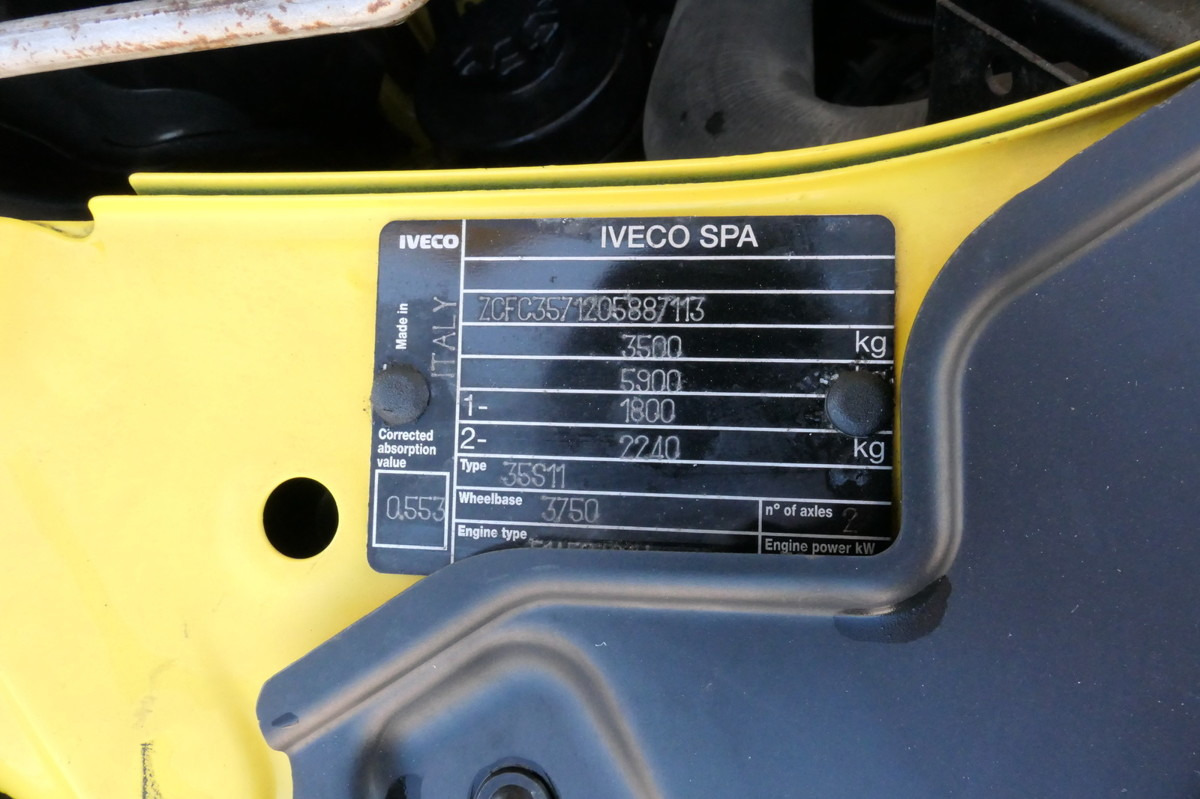 IVECO
IVECO SPA
Made in
ITALY
ZCFC3571205887113
3500 kg
5900
1- 1800
2- 2240 kg
Corrected
absorption
value
0.553
Type 35S11
Wheelbase 3750
n° of axles 2
Engine type
Engine power kW